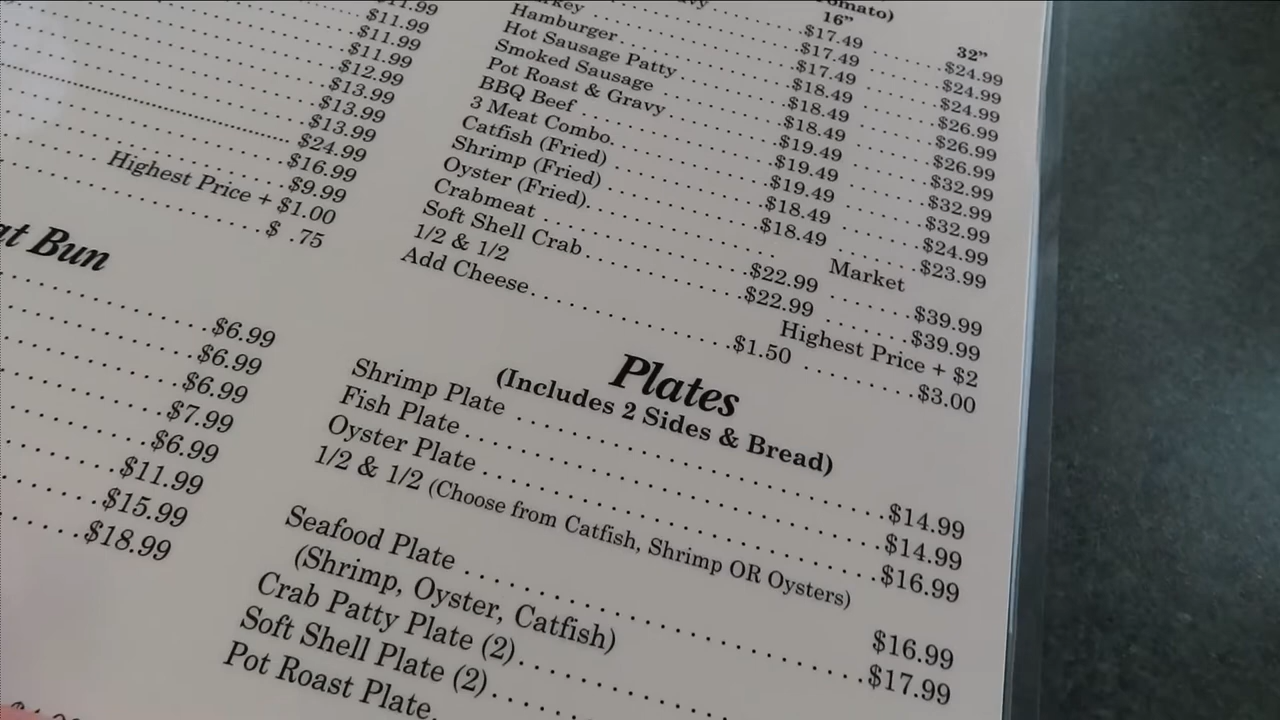 $11.99
$11.99
$11.99
$12.99
$13.99
$13.99
$13.99
$24.99
$16.99
$9.99
Highest Price + $1.00
$ .75
Bun
$6.99
$6.99
$6.99
$7.99
$6.99
$11.99
$15.99
$18.99
16” 32”
$17.49 $24.99
$17.49 $24.99
Hamburger $17.49 $24.99
Hot Sausage Patty $18.49 $26.99
Smoked Sausage $18.49 $26.99
Pot Roast & Gravy $18.49 $26.99
BBQ Beef $19.49 $32.99
3 Meat Combo $19.49 $32.99
Catfish (Fried) $18.49 $24.99
Shrimp (Fried) $18.49 $23.99
Oyster (Fried) Market
Crabmeat $22.99 $39.99
Soft Shell Crab $22.99 $39.99
1/2 & 1/2 Highest Price + $2
Add Cheese $1.50 $3.00
Plates
(Includes 2 Sides & Bread)
Shrimp Plate $14.99
Fish Plate $14.99
Oyster Plate $16.99
1/2 & 1/2 (Choose from Catfish, Shrimp OR Oysters) $16.99
Seafood Plate $17.99
(Shrimp, Oyster, Catfish)
Crab Patty Plate (2)
Soft Shell Plate (2)
Pot Roast Plate